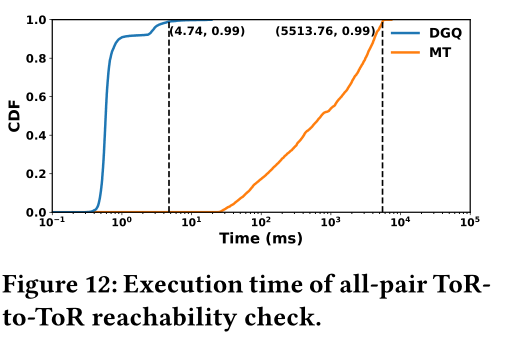 1.0
0.8
0.6
0.4
0.2
0.0
CDF
(4.74, 0.99)
(5513.76, 0.99)
DGQ
MT
10⁻¹ 10⁰ 10¹ 10² 10³ 10⁴ 10⁵
Time (ms)
Figure 12: Execution time of all-pair ToR-
to-ToR reachability check.